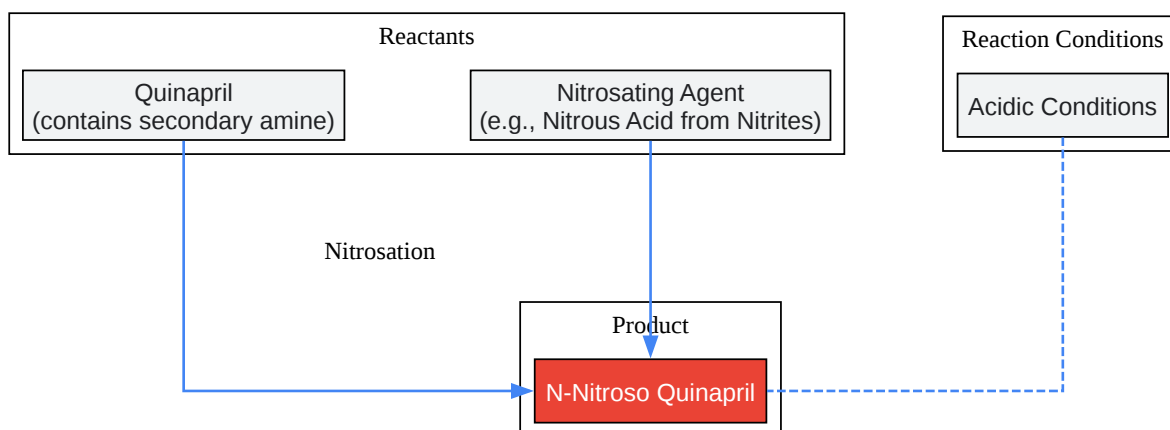 Reactants
Quinapril
(contains secondary amine)
Nitrosating Agent
(e.g., Nitrous Acid from Nitrites)
Reaction Conditions
Acidic Conditions
Nitrosation
Product
N-Nitroso Quinapril